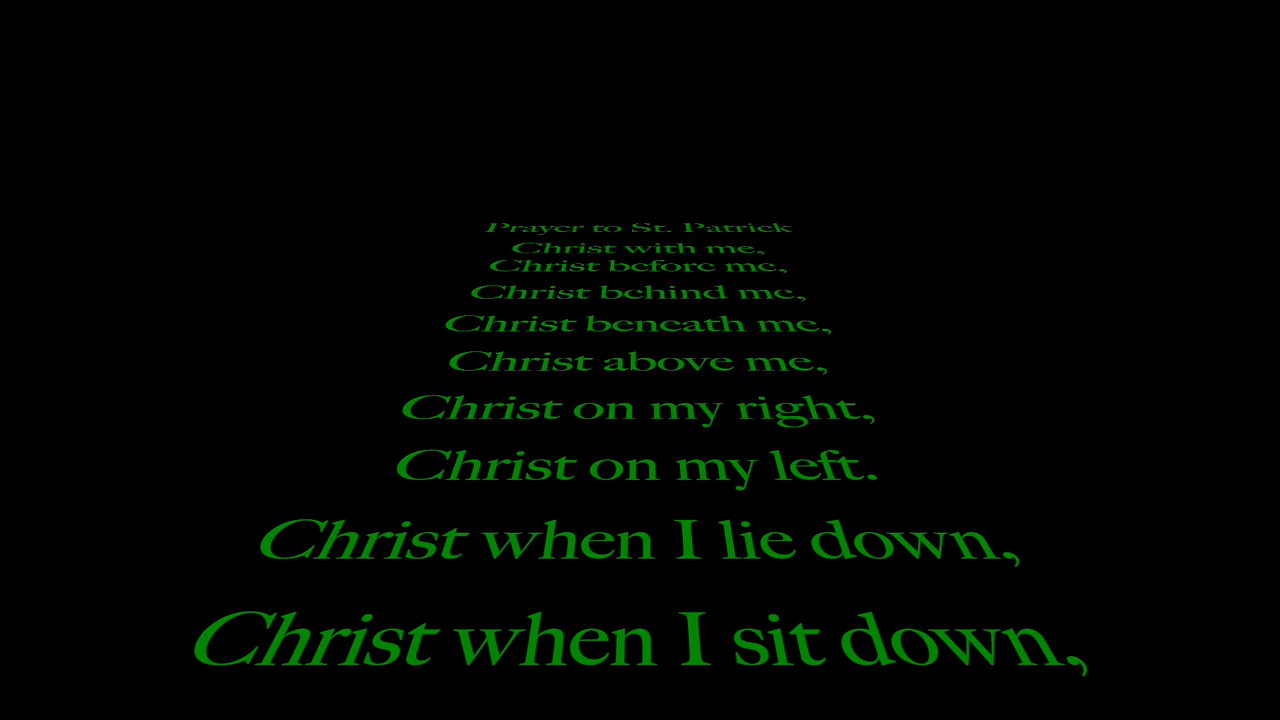 Prayer to St. Patrick
Christ with me,
Christ before me,
Christ behind me,
Christ beneath me,
Christ above me,
Christ on my right,
Christ on my left.
Christ when I lie down,
Christ when I sit down,